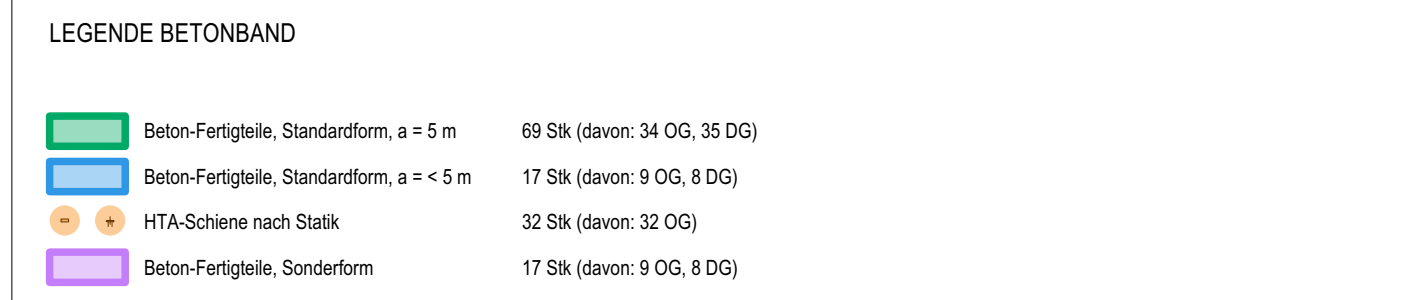 LEGENDE BETONBAND
Beton-Fertigteile, Standardform, a = 5 m 69 Stk (davon: 34 OG, 35 DG)
Beton-Fertigteile, Standardform, a = < 5 m 17 Stk (davon: 9 OG, 8 DG)
HTA-Schiene nach Statik 32 Stk (davon: 32 OG)
Beton-Fertigteile, Sonderform 17 Stk (davon: 9 OG, 8 DG)